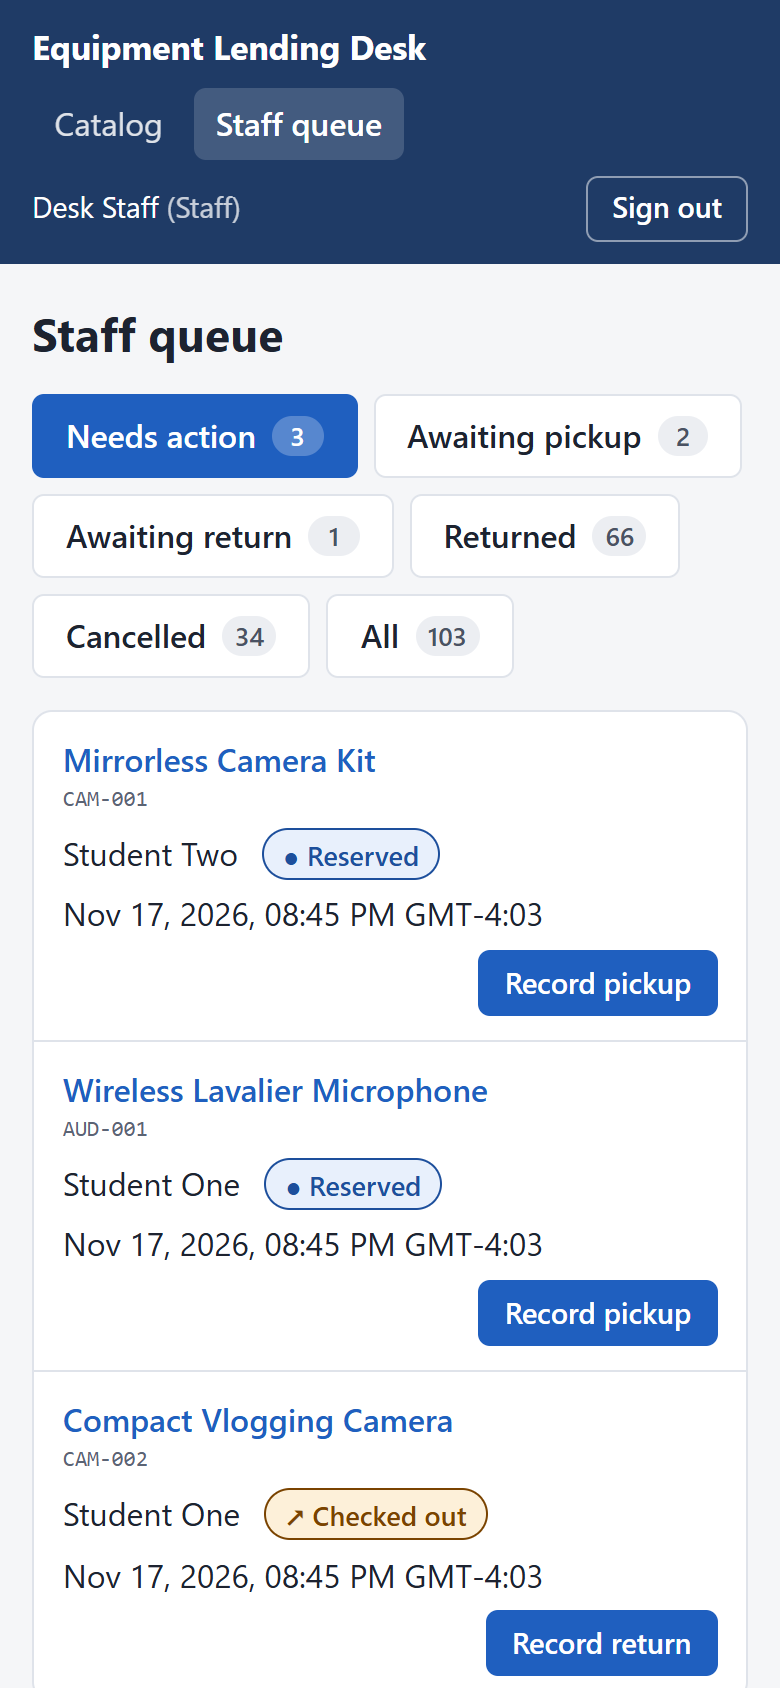 Equipment Lending Desk
Catalog Staff queue
Desk Staff (Staff) Sign out
Staff queue
Needs action 3 Awaiting pickup 2
Awaiting return 1 Returned 66
Cancelled 34 All 103
Mirrorless Camera Kit
CAM-001
Student Two ● Reserved
Nov 17, 2026, 08:45 PM GMT-4:03
Record pickup
Wireless Lavalier Microphone
AUD-001
Student One ● Reserved
Nov 17, 2026, 08:45 PM GMT-4:03
Record pickup
Compact Vlogging Camera
CAM-002
Student One ↗ Checked out
Nov 17, 2026, 08:45 PM GMT-4:03
Record return